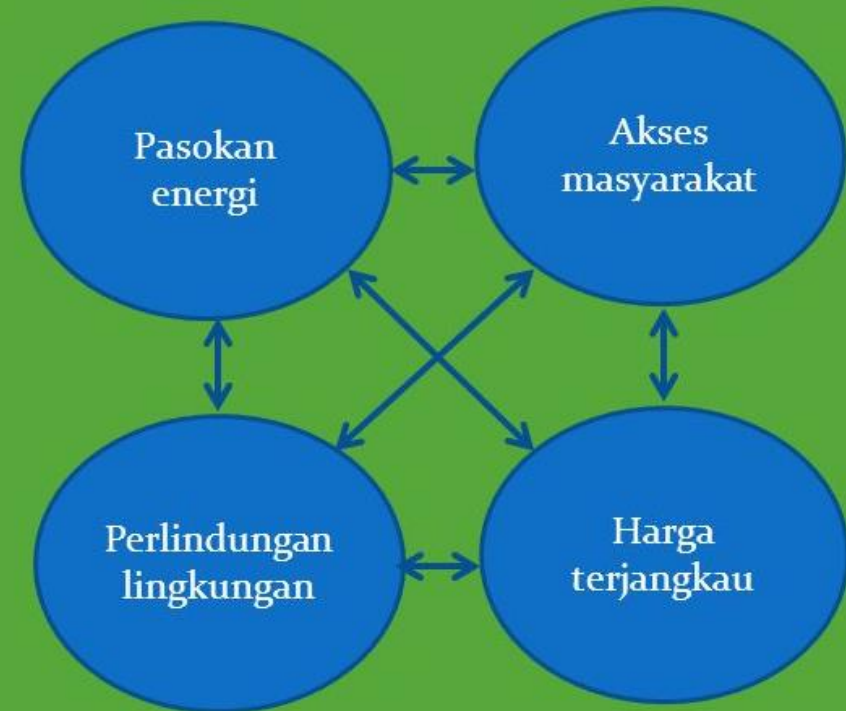 Pasokan
energi
Akses
masyarakat
Perlindungan
lingkungan
Harga
terjangkau